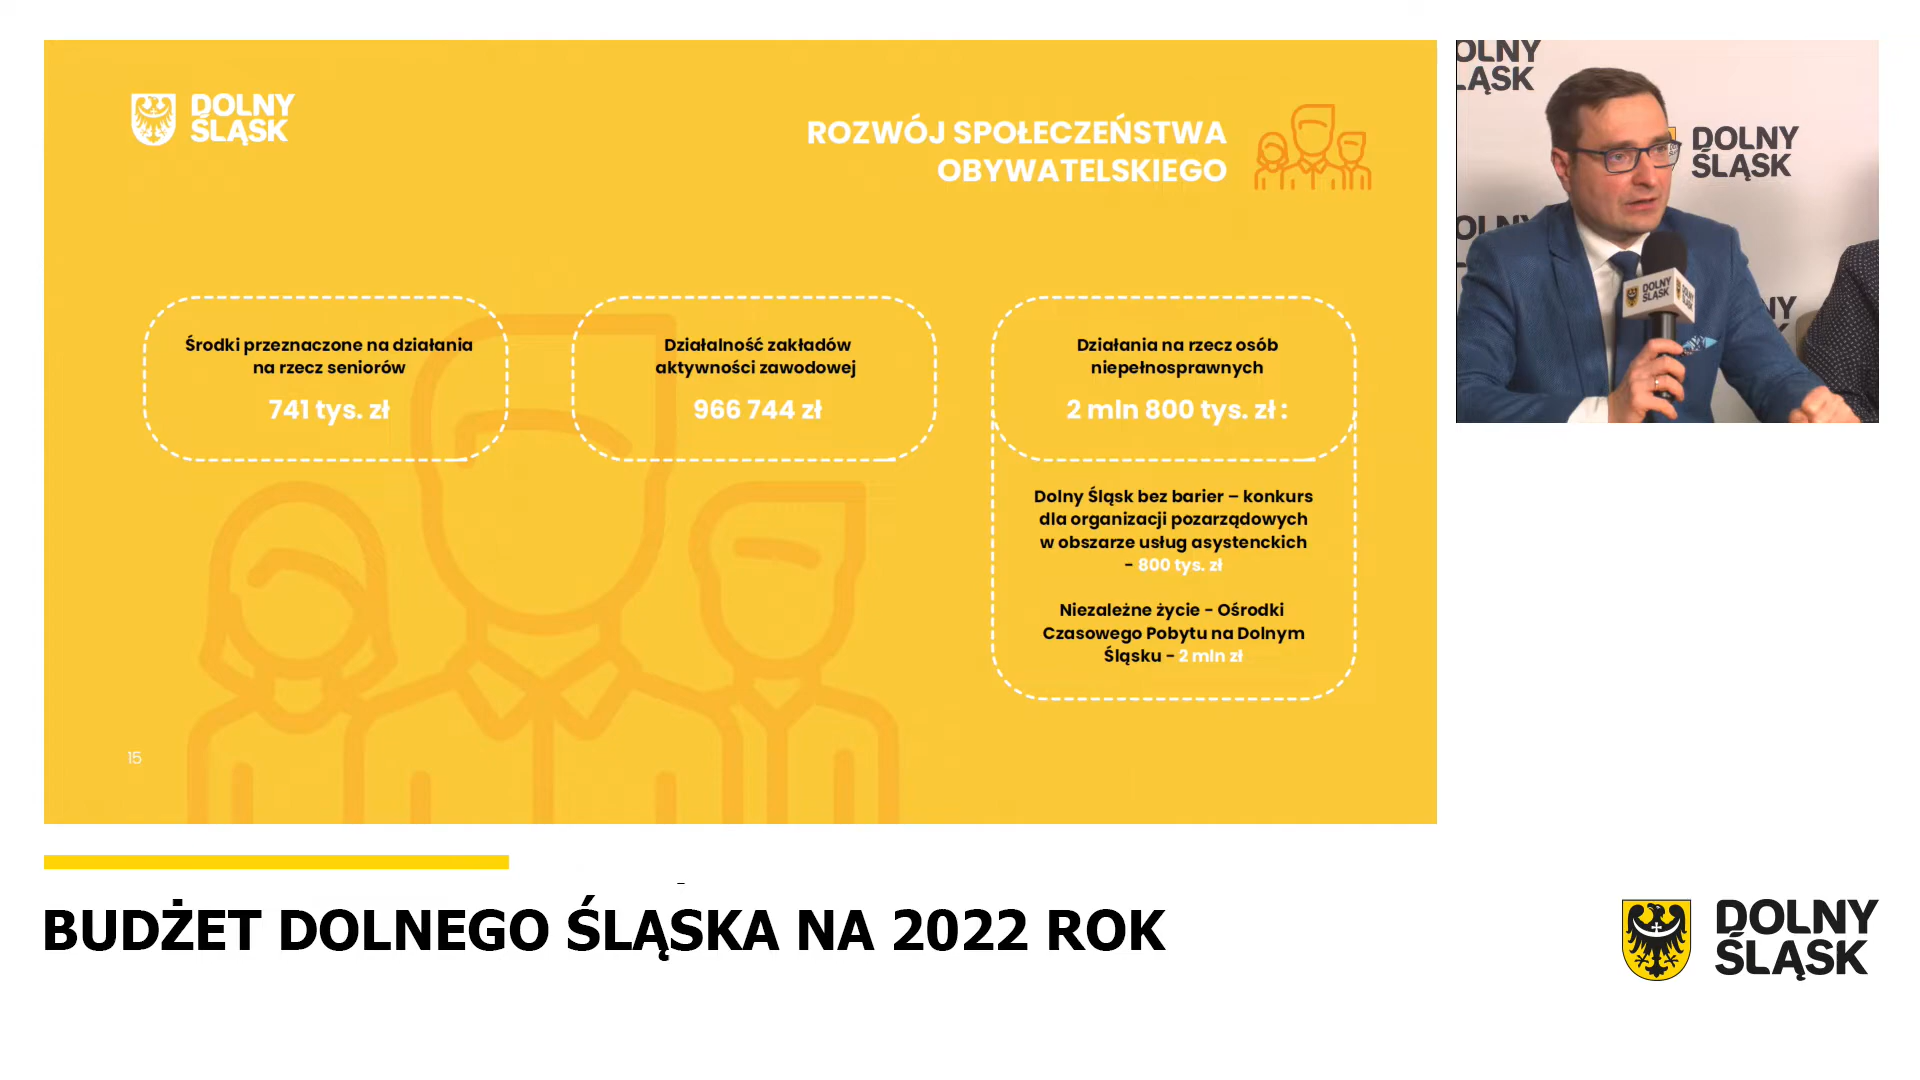 DOLNY
ŚLĄSK
ROZWÓJ SPOŁECZEŃSTWA
OBYWATELSKIEGO
Środki przeznaczone na działania
na rzecz seniorów
741 tys. zł
Działalność zakładów
aktywności zawodowej
966 744 zł
Działania na rzecz osób
niepełnosprawnych
2 mln 800 tys. zł :
Dolny Śląsk bez barier – konkurs
dla organizacji pozarządowych
w obszarze usług asystenckich
- 800 tys. zł
Niezależne życie - Ośrodki
Czasowego Pobytu na Dolnym
Śląsku - 2 mln zł
15
DOLNY
ŚLĄSK
DOLNY
ŚLĄSK
BUDŻET DOLNEGO ŚLĄSKA NA 2022 ROK
DOLNY
ŚLĄSK